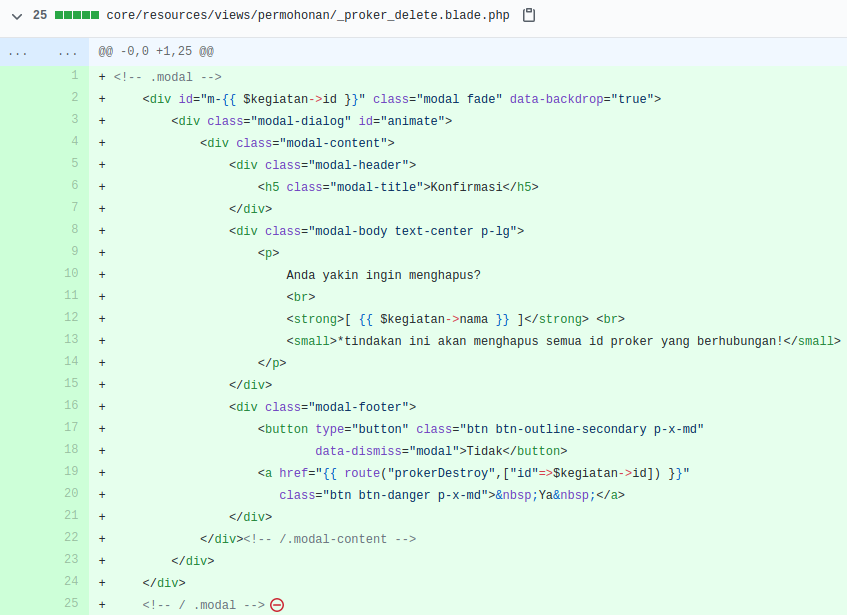 25 core/resources/views/permohonan/_proker_delete.blade.php
... ... @@ -0,0 +1,25 @@
1 + <!-- .modal -->
2 +     <div id="m-{{ $kegiatan->id }}" class="modal fade" data-backdrop="true">
3 +         <div class="modal-dialog" id="animate">
4 +             <div class="modal-content">
5 +                 <div class="modal-header">
6 +                     <h5 class="modal-title">Konfirmasi</h5>
7 +                 </div>
8 +                 <div class="modal-body text-center p-lg">
9 +                     <p>
10 +                         Anda yakin ingin menghapus?
11 +                         <br>
12 +                         <strong>[ {{ $kegiatan->nama }} ]</strong> <br>
13 +                         <small>*tindakan ini akan menghapus semua id proker yang berhubungan!</small>
14 +                     </p>
15 +                 </div>
16 +                 <div class="modal-footer">
17 +                     <button type="button" class="btn btn-outline-secondary p-x-md"
18 +                             data-dismiss="modal">Tidak</button>
19 +                     <a href="{{ route("prokerDestroy",["id"=>$kegiatan->id]) }}"
20 +                        class="btn btn-danger p-x-md">&nbsp;Ya&nbsp;</a>
21 +                 </div>
22 +             </div><!-- /.modal-content -->
23 +         </div>
24 +     </div>
25 +     <!-- / .modal -->